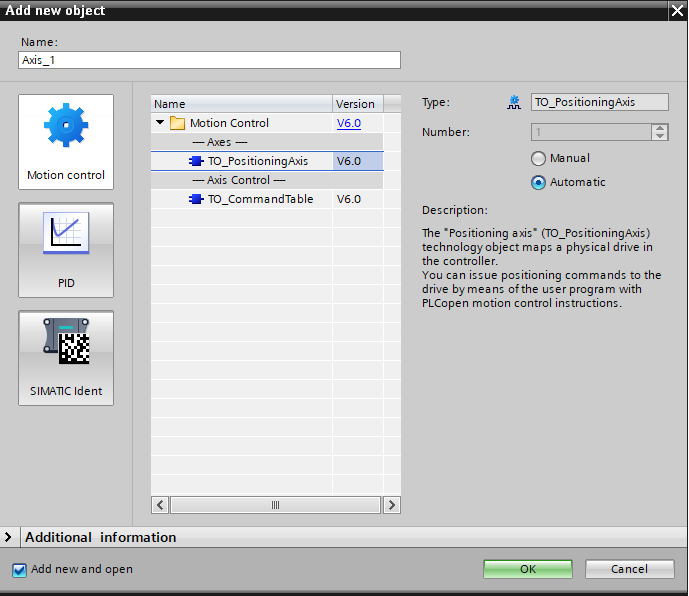 Add new object
Name:
Axis_1
Motion control
PID
SIMATIC Ident
Name Version
Motion Control V6.0
---- Axes ----
TO_PositioningAxis V6.0
---- Axis Control ----
TO_CommandTable V6.0
Type: TO_PositioningAxis
Number: 1
Manual
Automatic
Description:
The "Positioning axis" (TO_PositioningAxis)
technology object maps a physical drive in
the controller.
You can issue positioning commands to the
drive by means of the user program with
PLCopen motion control instructions.
Additional information
Add new and open
OK Cancel